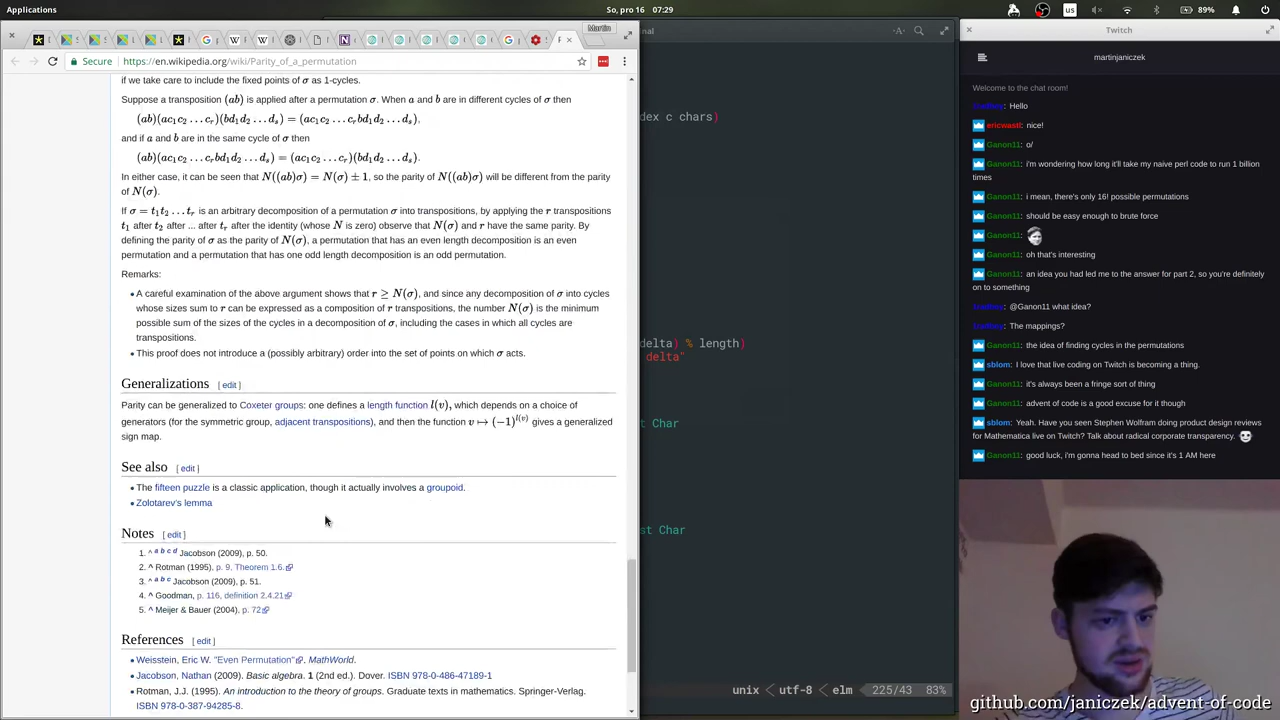 Applications
So, pro 16 07:29
us
89%
Martin
Secure
https://en.wikipedia.org/wiki/Parity_of_a_permutation
if we take care to include the fixed points of σ as 1-cycles.
Suppose a transposition (ab) is applied after a permutation σ. When a and b are in different cycles of σ then
(ab)(ac₁c₂ … cᵣ)(bd₁d₂ … dₛ) = (ac₁c₂ … cᵣbd₁d₂ … dₛ).
and if a and b are in the same cycle of σ then
(ab)(ac₁c₂ … cᵣbd₁d₂ … dₛ) = (ac₁c₂ … cᵣ)(bd₁d₂ … dₛ).
In either case, it can be seen that N((ab)σ) = N(σ) ± 1, so the parity of N((ab)σ) will be different from the parity
of N(σ).
If σ = t₁t₂ … tᵣ is an arbitrary decomposition of a permutation σ into transpositions, by applying the r transpositions
t₁ after t₂ after ... after tᵣ after the identity (whose N is zero) observe that N(σ) and r have the same parity. By
defining the parity of σ as the parity of N(σ), a permutation that has an even length decomposition is an even
permutation and a permutation that has one odd length decomposition is an odd permutation.
Remarks:
• A careful examination of the above argument shows that r ≥ N(σ), and since any decomposition of σ into cycles
whose sizes sum to r can be expressed as a composition of r transpositions, the number N(σ) is the minimum
possible sum of the sizes of the cycles in a decomposition of σ, including the cases in which all cycles are
transpositions.
• This proof does not introduce a (possibly arbitrary) order into the set of points on which σ acts.
Generalizations [ edit ]
Parity can be generalized to Coxeter groups: one defines a length function l(v), which depends on a choice of
generators (for the symmetric group, adjacent transpositions), and then the function v ↦ (−1)^l(v) gives a generalized
sign map.
See also [ edit ]
• The fifteen puzzle is a classic application, though it actually involves a groupoid.
• Zolotarev's lemma
Notes [ edit ]
1. ^ a b c d Jacobson (2009), p. 50.
2. ^ Rotman (1995), p. 9, Theorem 1.6.
3. ^ a b c Jacobson (2009), p. 51.
4. ^ Goodman, p. 116, definition 2.4.21
5. ^ Meijer & Bauer (2004), p. 72
References [ edit ]
• Weisstein, Eric W. "Even Permutation". MathWorld.
• Jacobson, Nathan (2009). Basic algebra. 1 (2nd ed.). Dover. ISBN 978-0-486-47189-1
• Rotman, J.J. (1995). An introduction to the theory of groups. Graduate texts in mathematics. Springer-Verlag.
ISBN 978-0-387-94285-8.
nal
-A-
dex c chars)
delta) % length)
delta"
t Char
st Char
unix < utf-8 < elm 225/43 83%
Twitch
martinjaniczek
Welcome to the chat room!
Hello
ericwastl: nice!
Ganon11: o/
Ganon11: i'm wondering how long it'll take my naive perl code to run 1 billion
times
Ganon11: i mean, there's only 16! possible permutations
Ganon11: should be easy enough to brute force
Ganon11:
Ganon11: oh that's interesting
Ganon11: an idea you had led me to the answer for part 2, so you're definitely
on to something
@Ganon11 what idea?
The mappings?
Ganon11: the idea of finding cycles in the permutations
sblom: I love that live coding on Twitch is becoming a thing.
Ganon11: it's always been a fringe sort of thing
Ganon11: advent of code is a good excuse for it though
sblom: Yeah. Have you seen Stephen Wolfram doing product design reviews
for Mathematica live on Twitch? Talk about radical corporate transparency.
Ganon11: good luck, i'm gonna head to bed since it's 1 AM here
github.com/janiczek/advent-of-code